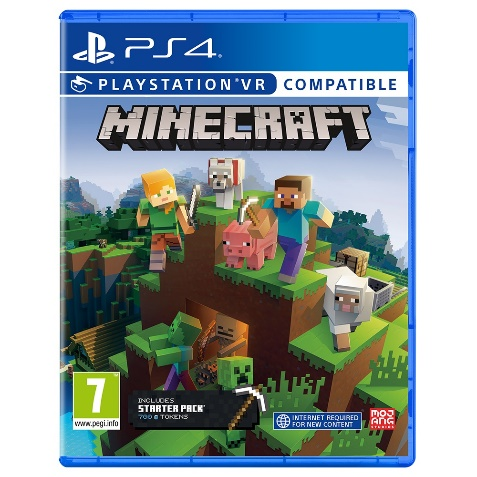 PS4
PLAYSTATION®VR COMPATIBLE
MINECRAFT
7
www.pegi.info
INCLUDES
STARTER PACK
700 TOKENS
INTERNET REQUIRED
FOR NEW CONTENT
MOJANG
STUDIOS